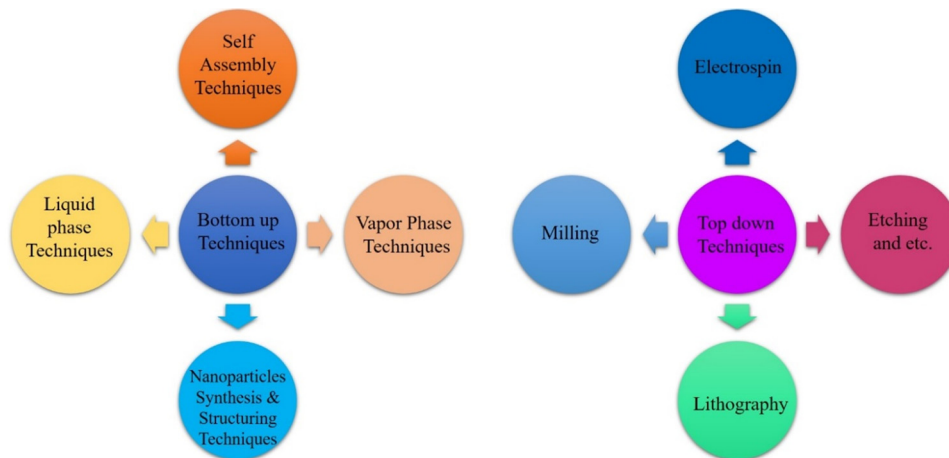 Self
Assembly
Techniques
Liquid
phase
Techniques
Bottom up
Techniques
Vapor Phase
Techniques
Nanoparticles
Synthesis &
Structuring
Techniques
Electrospin
Milling
Top down
Techniques
Etching
and etc.
Lithography